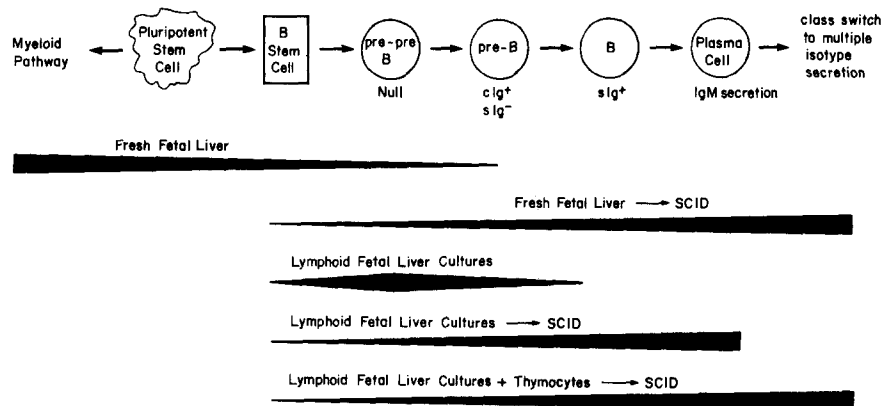 Myeloid
Pathway
Pluripotent
Stem
Cell
B
Stem
Cell
pre-pre
B
Null
pre-B
cIg+
sIg−
B
sIg+
Plasma
Cell
IgM secretion
class switch
to multiple
isotype
secretion
Fresh Fetal Liver
Fresh Fetal Liver → SCID
Lymphoid Fetal Liver Cultures
Lymphoid Fetal Liver Cultures → SCID
Lymphoid Fetal Liver Cultures + Thymocytes → SCID